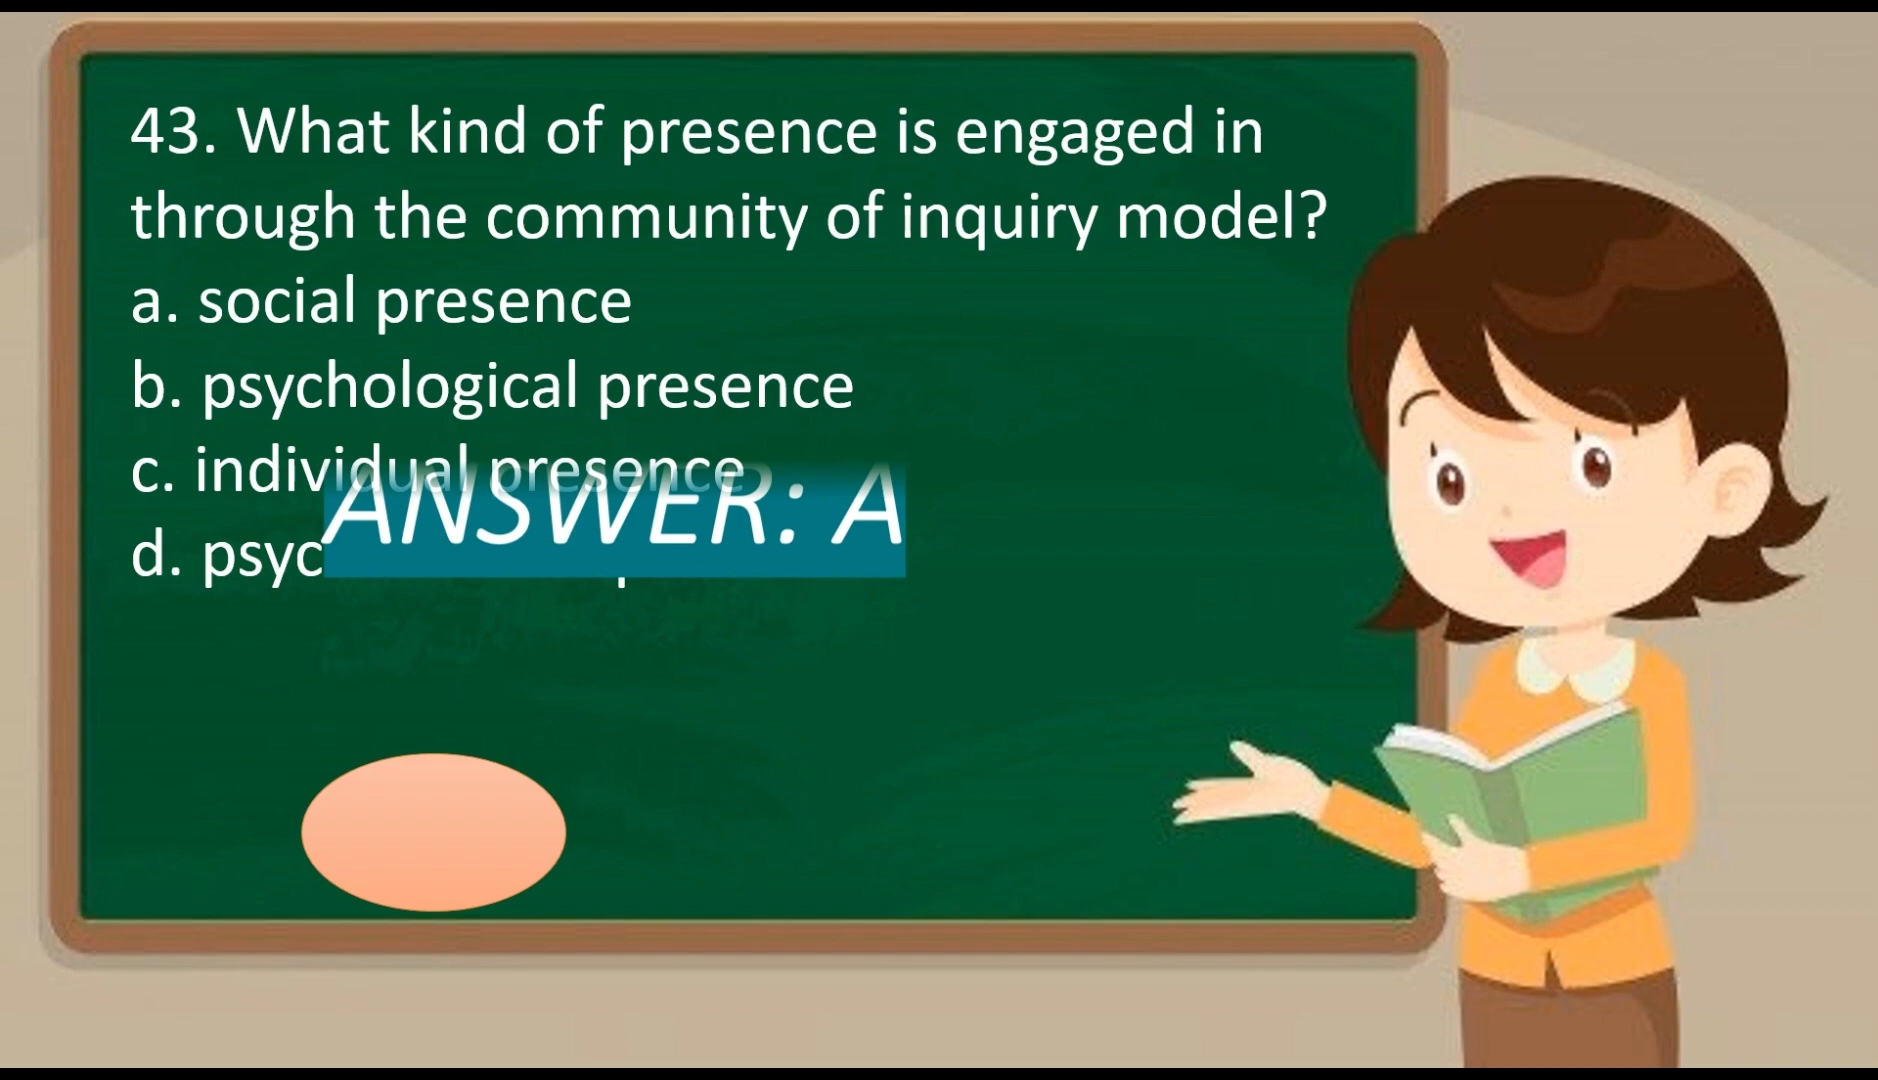 43. What kind of presence is engaged in
through the community of inquiry model?
a. social presence
b. psychological presence
c. individual presence
d. psyc
ANSWER: A